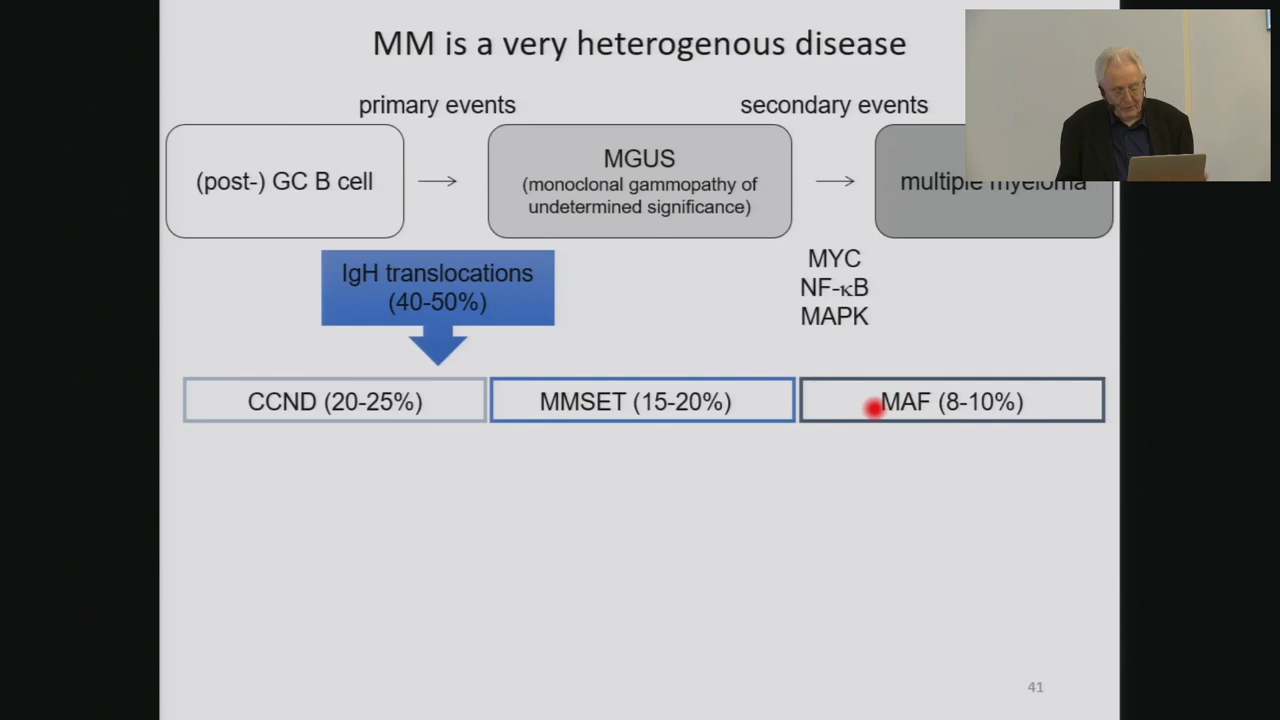 MM is a very heterogenous disease
primary events
secondary events
(post-) GC B cell
MGUS
(monoclonal gammopathy of
undetermined significance)
multiple myeloma
IgH translocations
(40-50%)
MYC
NF-κB
MAPK
CCND (20-25%)
MMSET (15-20%)
MAF (8-10%)
41